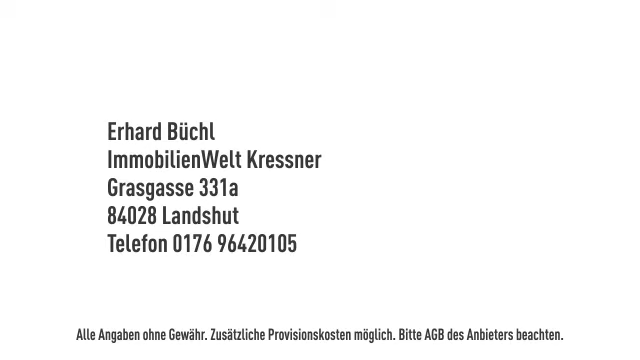 Erhard Büchl
ImmobilienWelt Kressner
Grasgasse 331a
84028 Landshut
Telefon 0176 96420105
Alle Angaben ohne Gewähr. Zusätzliche Provisionskosten möglich. Bitte AGB des Anbieters beachten.